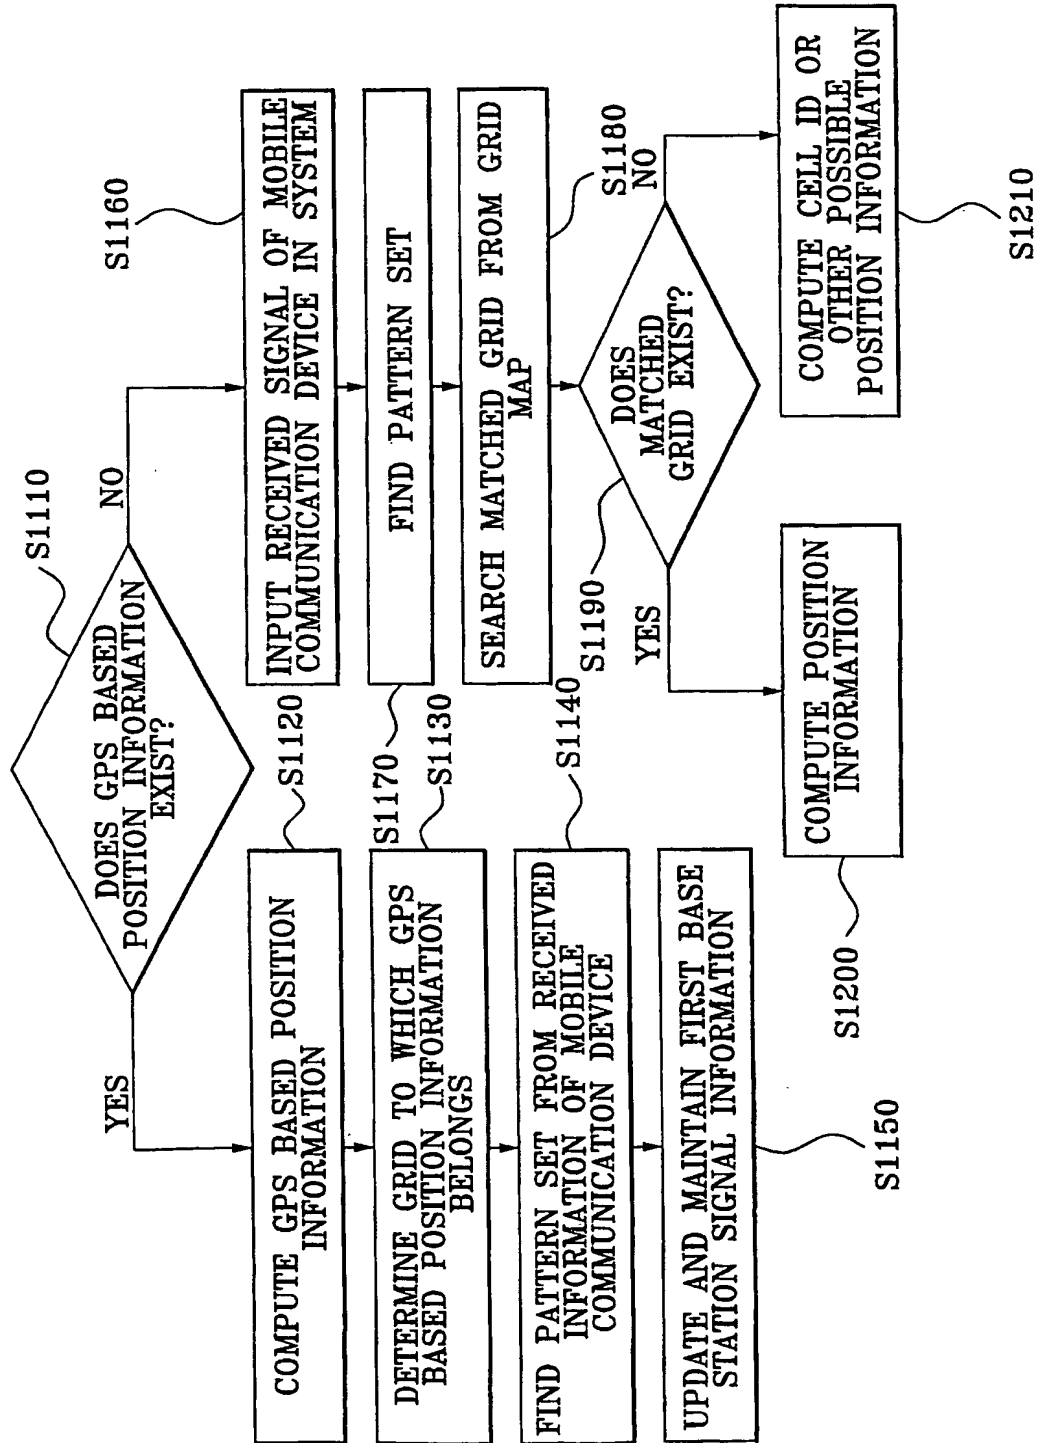 S1110
DOES GPS BASED
POSITION INFORMATION
EXIST?
YES
NO
COMPUTE GPS BASED POSITION
INFORMATION
S1120
DETERMINE GRID TO WHICH GPS
BASED POSITION INFORMATION
BELONGS
S1130
FIND PATTERN SET FROM RECEIVED
INFORMATION OF MOBILE
COMMUNICATION DEVICE
S1140
UPDATE AND MAINTAIN FIRST BASE
STATION SIGNAL INFORMATION
S1150
S1160
INPUT RECEIVED SIGNAL OF MOBILE
COMMUNICATION DEVICE IN SYSTEM
S1170
FIND PATTERN SET
SEARCH MATCHED GRID FROM GRID
MAP
S1180
S1190
DOES
MATCHED
GRID EXIST?
YES
NO
COMPUTE POSITION
INFORMATION
S1200
COMPUTE CELL ID OR
OTHER POSSIBLE
POSITION INFORMATION
S1210